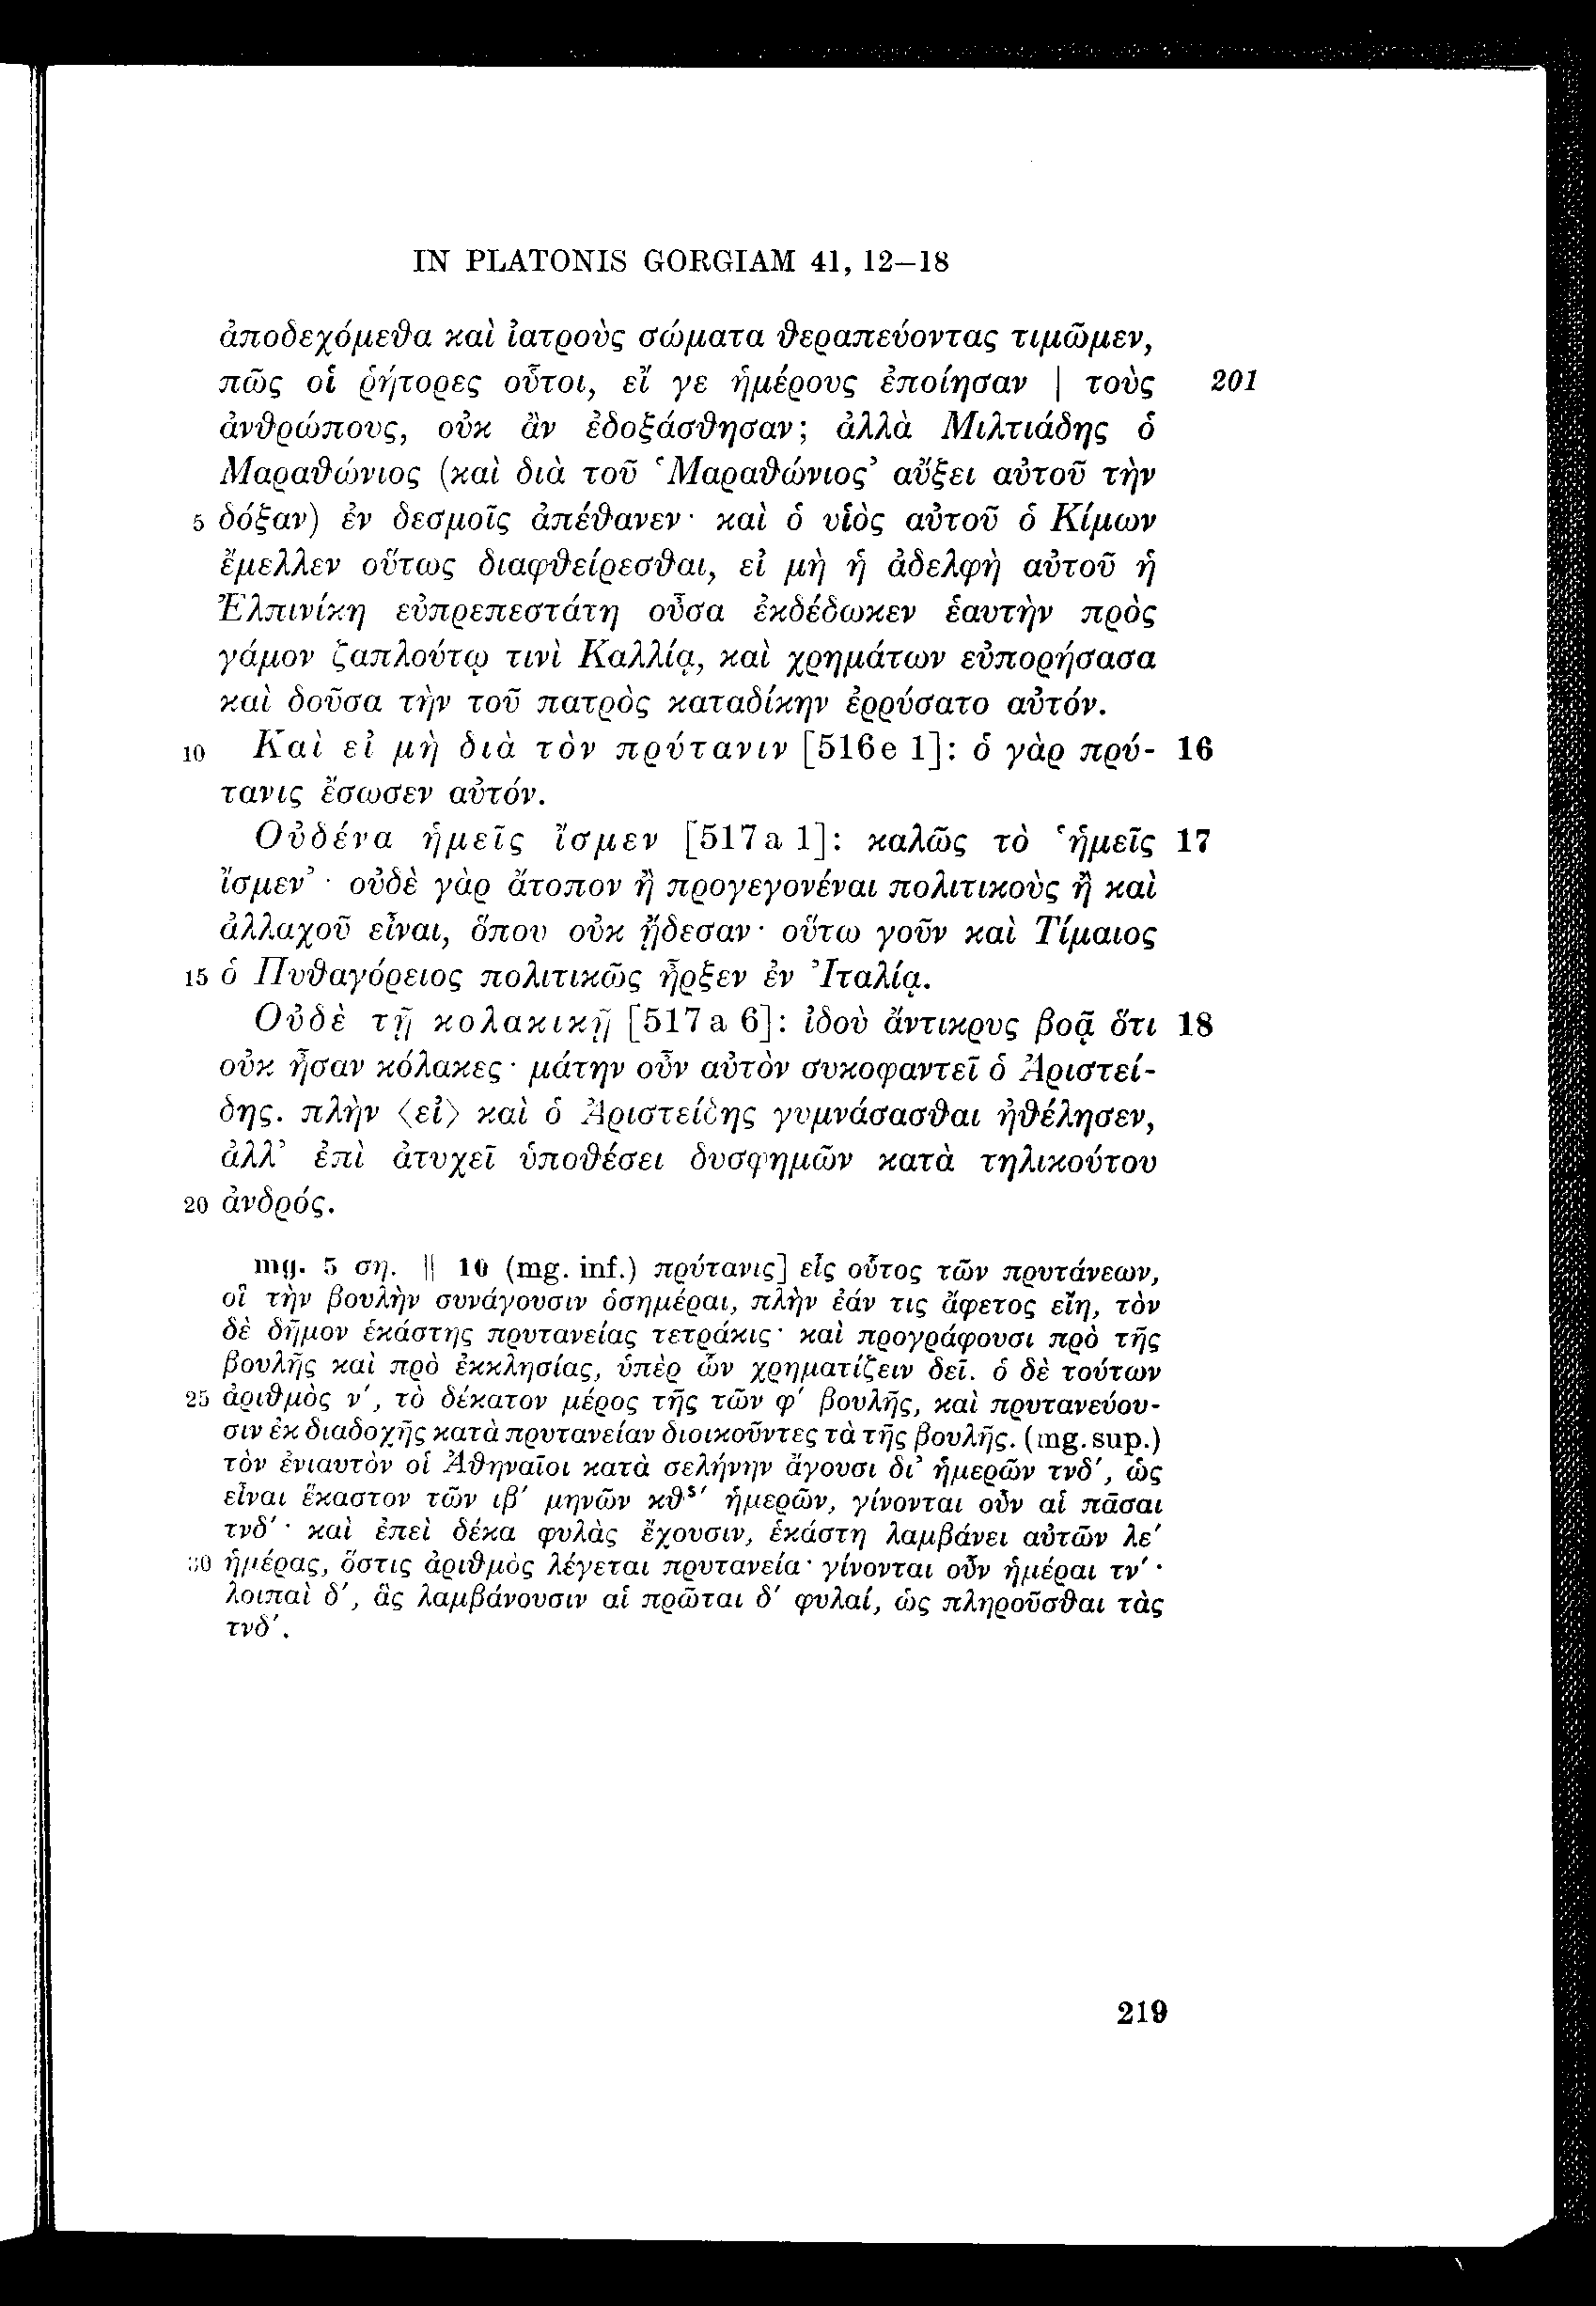 IN PLATONIS GORGIAM 41, 12–18
ἀποδεχόμεθα καὶ ἰατροὺς σώματα θεραπεύοντας τιμῶμεν,
πῶς οἱ ῥήτορες οὗτοι, εἴ γε ἡμέρους ἐποίησαν | τοὺς 201
ἀνθρώπους, οὐκ ἂν ἐδοξάσθησαν; ἀλλὰ Μιλτιάδης ὁ
Μαραθώνιος (καὶ διὰ τοῦ ‘Μαραθώνιος’ αὔξει αὐτοῦ τὴν
5 δόξαν) ἐν δεσμοῖς ἀπέθανεν· καὶ ὁ υἱὸς αὐτοῦ ὁ Κίμων
ἔμελλεν οὕτως διαφθείρεσθαι, εἰ μὴ ἡ ἀδελφὴ αὐτοῦ ἡ
Ἐλπινίκη εὐπρεπεστάτη οὖσα ἐκδέδωκεν ἑαυτὴν πρὸς
γάμον ζαπλούτῳ τινὶ Καλλίᾳ, καὶ χρημάτων εὐπορήσασα
καὶ δοῦσα τὴν τοῦ πατρὸς καταδίκην ἐρρύσατο αὐτόν.
10 Καὶ εἰ μὴ διὰ τὸν πρύτανιν [516e 1]: ὁ γὰρ πρύ- 16
τανις ἔσωσεν αὐτόν.
Οὐδένα ἡμεῖς ἴσμεν [517a 1]: καλῶς τὸ ‘ἡμεῖς 17
ἴσμεν’· οὐδὲ γὰρ ἄτοπον ἢ προγεγονέναι πολιτικοὺς ἢ καὶ
ἀλλαχοῦ εἶναι, ὅπου οὐκ ᾔδεσαν· οὕτω γοῦν καὶ Τίμαιος
15 ὁ Πυθαγόρειος πολιτικῶς ἦρξεν ἐν Ἰταλίᾳ.
Οὐδὲ τῇ κολακικῇ [517a 6]: ἰδοὺ ἄντικρυς βοᾷ ὅτι 18
οὐκ ἦσαν κόλακες· μάτην οὖν αὐτὸν συκοφαντεῖ ὁ Ἀριστεί-
δης. πλὴν ⟨εἰ⟩ καὶ ὁ Ἀριστείδης γυμνάσασθαι ἠθέλησεν,
ἀλλ’ ἐπὶ ἀτυχεῖ ὑποθέσει δυσφημῶν κατὰ τηλικούτου
20 ἀνδρός.
mg. 5 ση. || 10 (mg. inf.) πρύτανις] εἷς οὗτος τῶν πρυτάνεων,
οἳ τὴν βουλὴν συνάγουσιν ὁσημέραι, πλὴν ἐάν τις ἄφετος εἴη, τὸν
δὲ δῆμον ἑκάστης πρυτανείας τετράκις· καὶ προγράφουσι πρὸ τῆς
βουλῆς καὶ πρὸ ἐκκλησίας, ὑπὲρ ὧν χρηματίζειν δεῖ. ὁ δὲ τούτων
25 ἀριθμὸς ν΄, τὸ δέκατον μέρος τῆς τῶν φ΄ βουλῆς, καὶ πρυτανεύου-
σιν ἐκ διαδοχῆς κατὰ πρυτανείαν διοικοῦντες τὰ τῆς βουλῆς. (mg. sup.)
τὸν ἐνιαυτὸν οἱ Ἀθηναῖοι κατὰ σελήνην ἄγουσι δι’ ἡμερῶν τνδ΄, ὡς
εἶναι ἕκαστον τῶν ιβ΄ μηνῶν κθ ͛΄ ἡμερῶν, γίνονται οὖν αἱ πᾶσαι
τνδ΄· καὶ ἐπεὶ δέκα φυλὰς ἔχουσιν, ἑκάστη λαμβάνει αὐτῶν λε΄
30 ἡμέρας, ὅστις ἀριθμὸς λέγεται πρυτανεία· γίνονται οὖν ἡμέραι τν΄·
λοιπαὶ δ΄, ἃς λαμβάνουσιν αἱ πρῶται δ΄ φυλαί, ὡς πληροῦσθαι τὰς
τνδ΄.
219